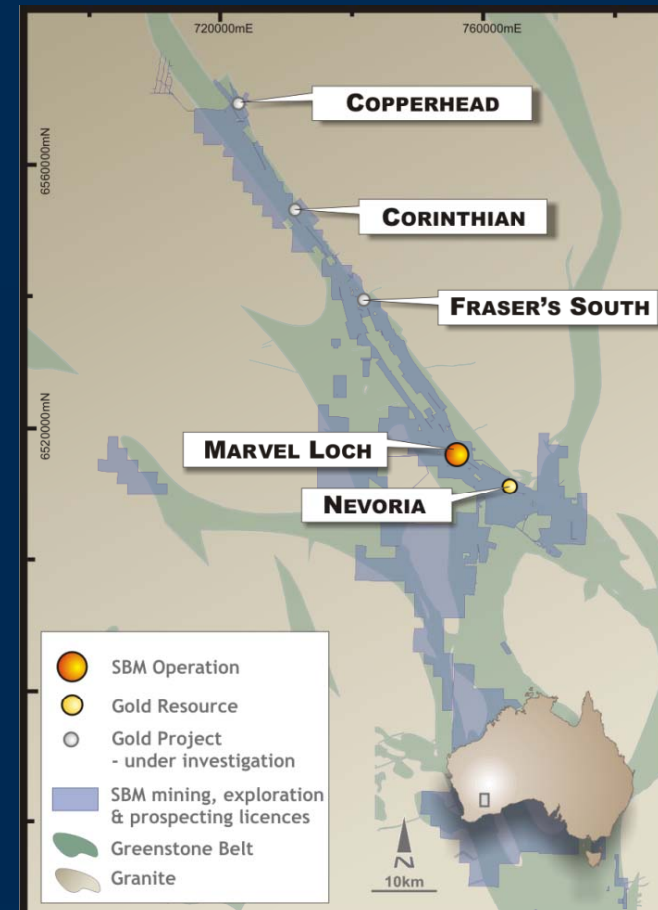 720000mE
760000mE
6560000mN
6520000mN
COPPERHEAD
CORINTHIAN
FRASER'S SOUTH
MARVEL LOCH
NEVORIA
SBM Operation
Gold Resource
Gold Project
- under investigation
SBM mining, exploration
& prospecting licences
Greenstone Belt
Granite
N
10km